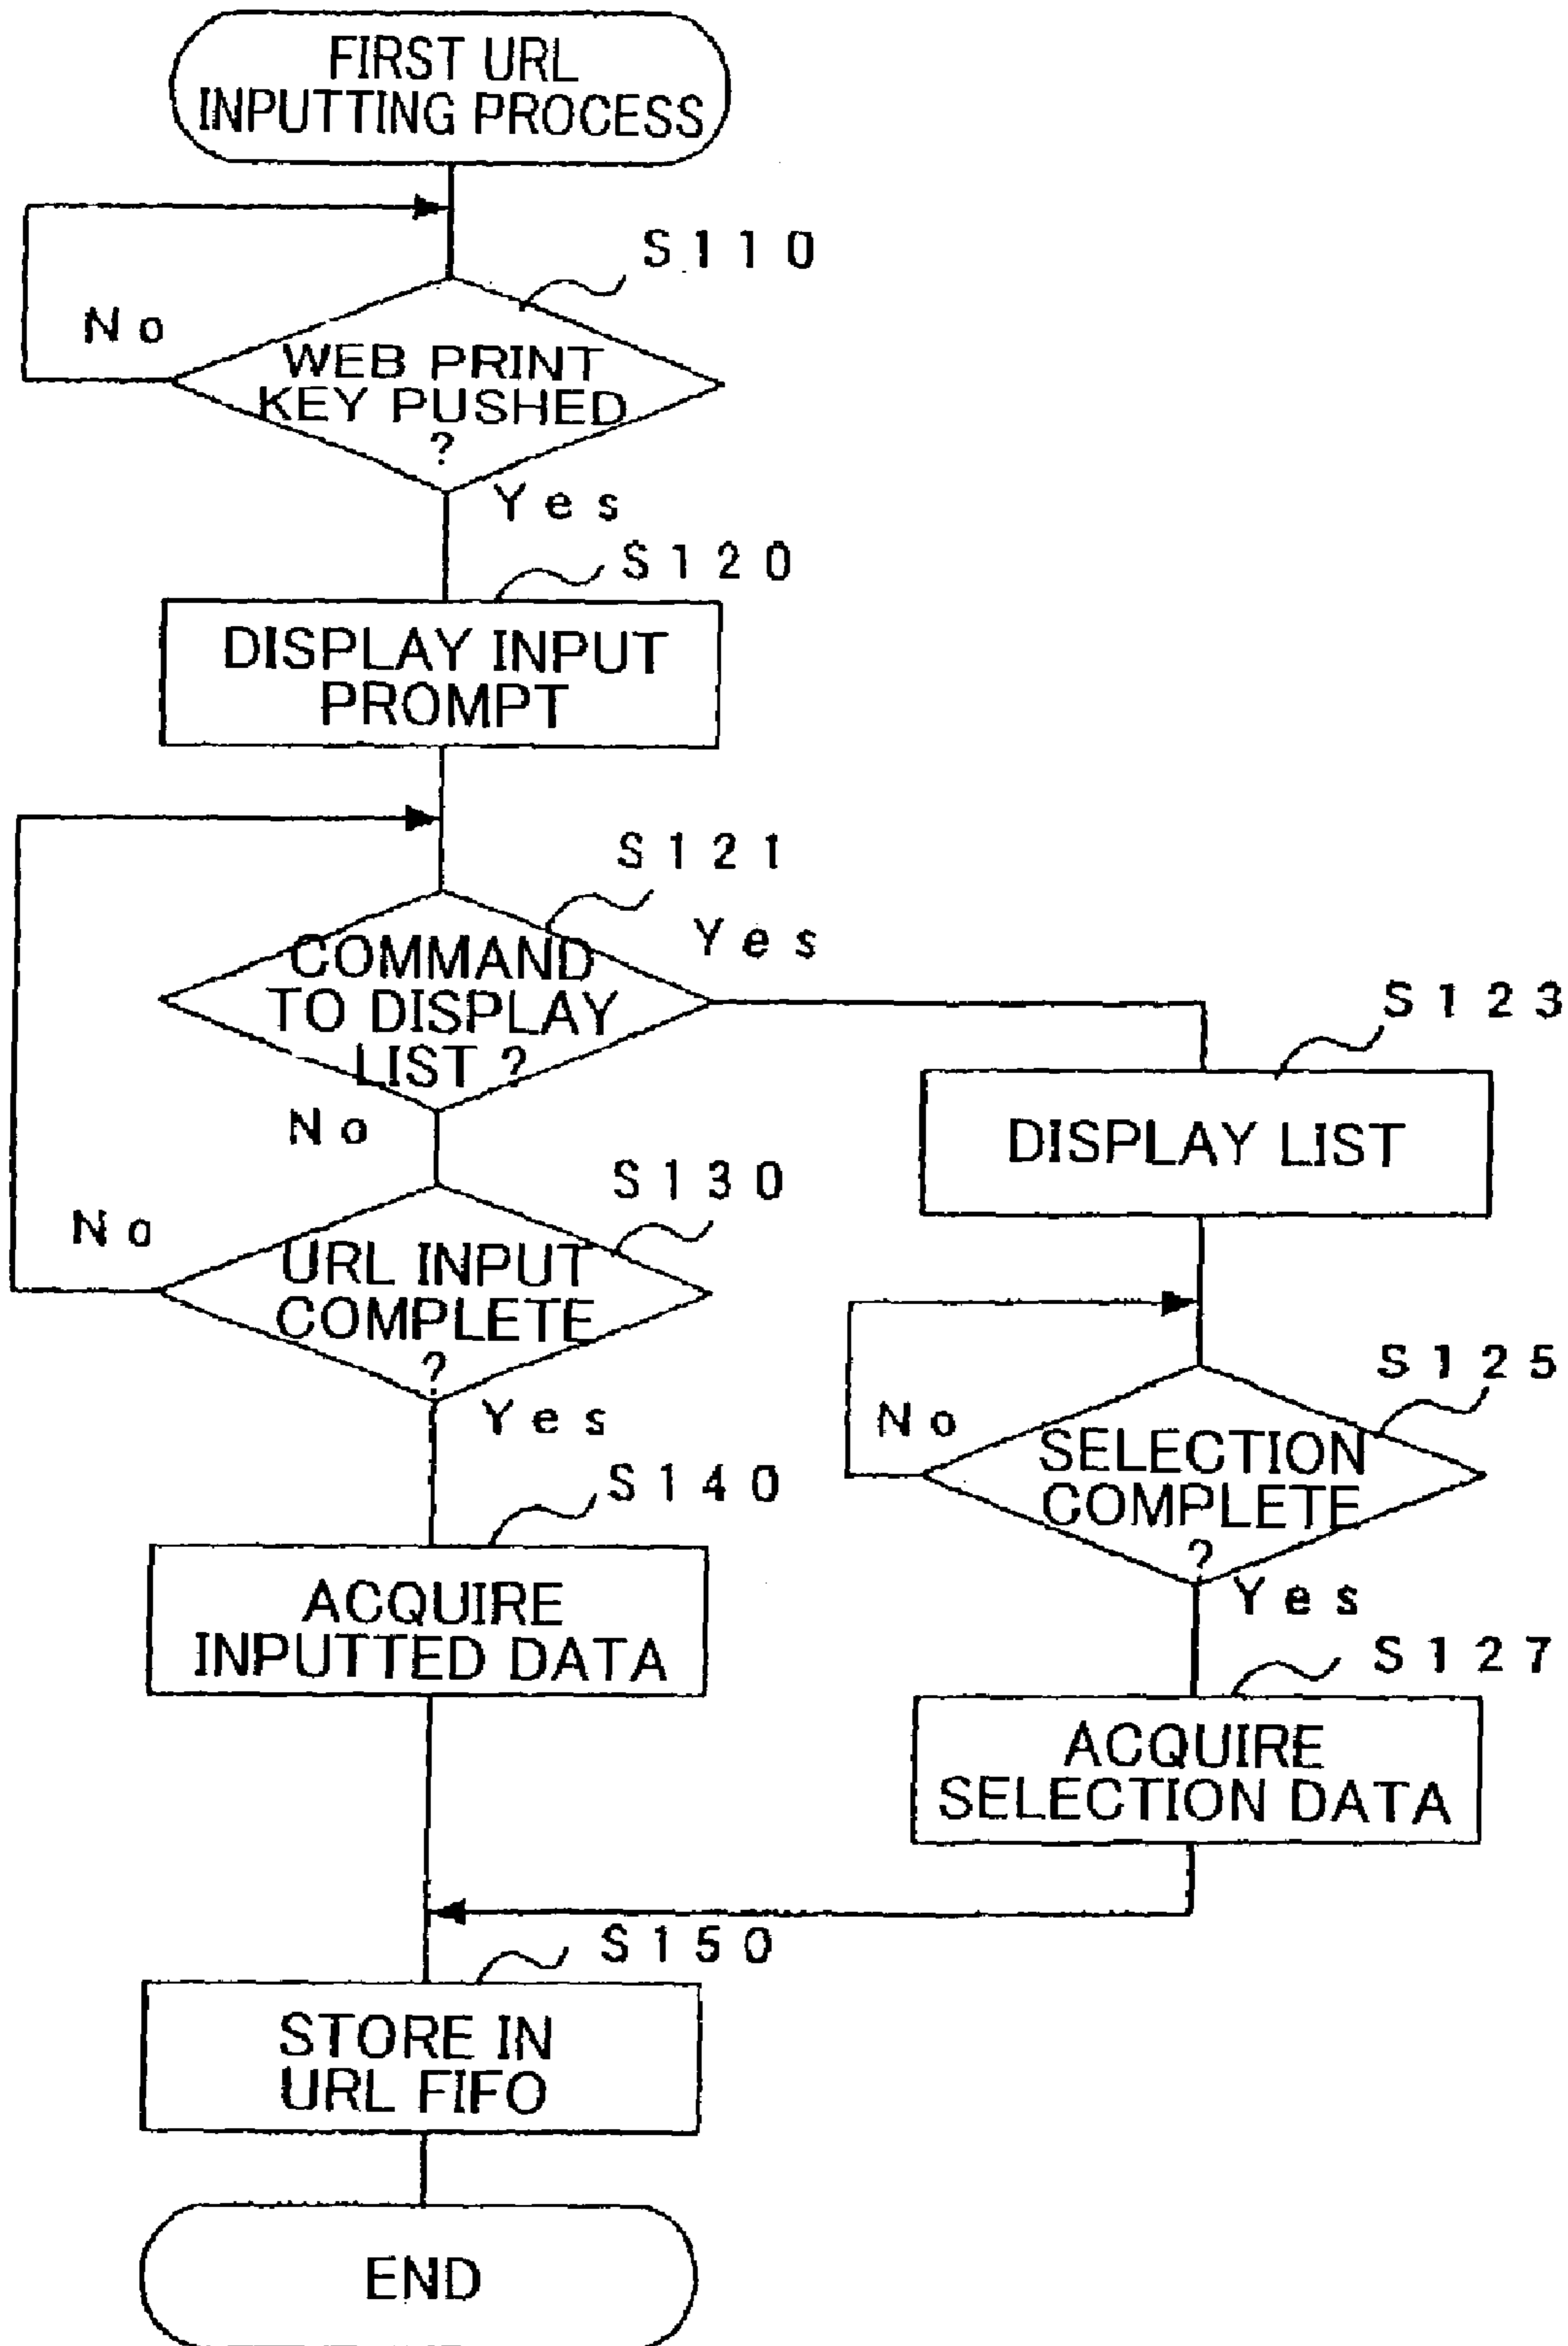 FIRST URL
INPUTTING PROCESS
S110
No
WEB PRINT
KEY PUSHED
?
Yes
S120
DISPLAY INPUT
PROMPT
S121
Yes
COMMAND
TO DISPLAY
LIST ?
No
S123
DISPLAY LIST
S130
No
URL INPUT
COMPLETE
?
Yes
S125
No
SELECTION
COMPLETE
?
Yes
S140
ACQUIRE
INPUTTED DATA
S127
ACQUIRE
SELECTION DATA
S150
STORE IN
URL FIFO
END